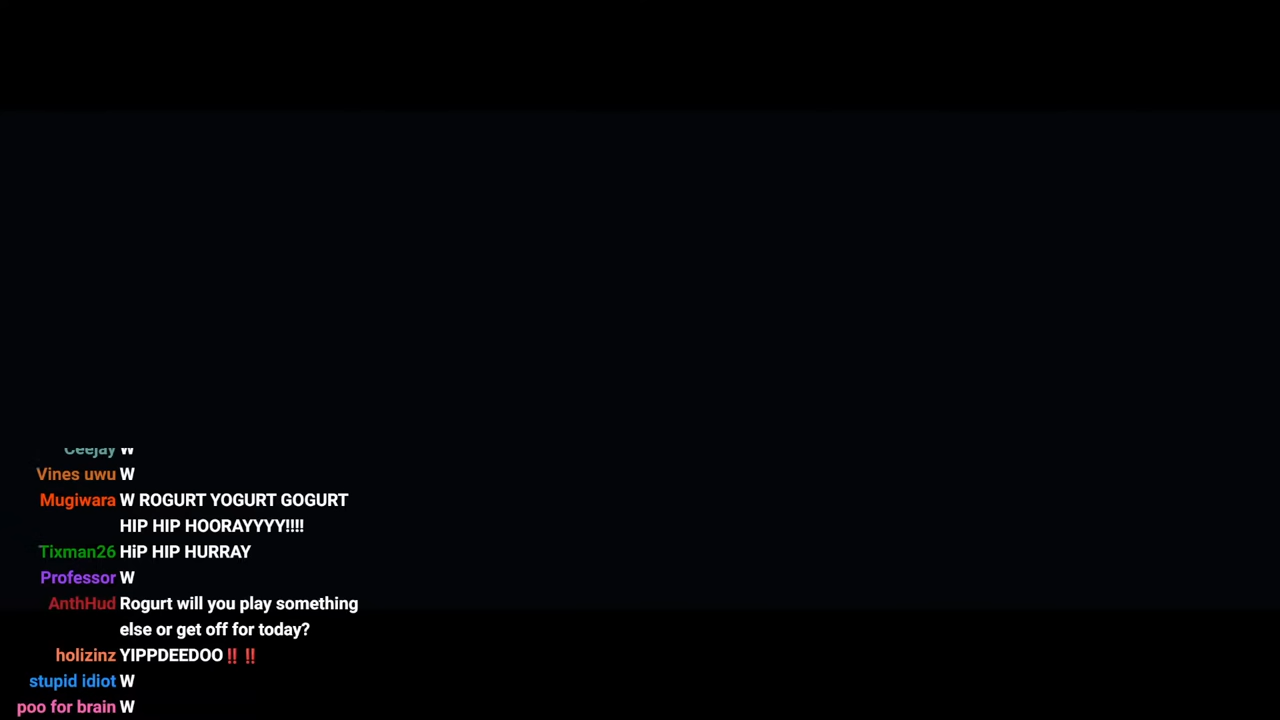 Ceejay W
Vines uwu W
Mugiwara W ROGURT YOGURT GOGURT
HIP HIP HOORAYYYY!!!!
Tixman26 HiP HIP HURRAY
Professor W
AnthHud Rogurt will you play something
else or get off for today?
holizinz YIPPDEEDOO‼️ ‼️
stupid idiot W
poo for brain W